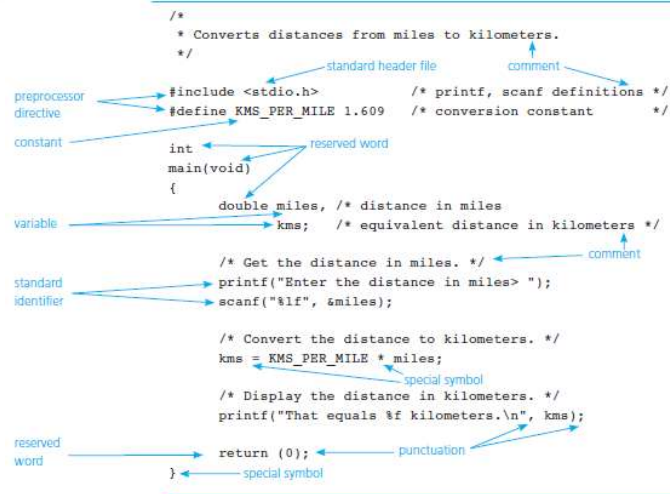 /*
 * Converts distances from miles to kilometers.
 */
standard header file comment
preprocessor directive
#include <stdio.h> /* printf, scanf definitions */
#define KMS_PER_MILE 1.609 /* conversion constant */
constant
reserved word
int
main(void)
{
double miles, /* distance in miles
variable
kms; /* equivalent distance in kilometers */
comment
/* Get the distance in miles. */
standard identifier
printf("Enter the distance in miles> ");
scanf("%lf", &miles);
/* Convert the distance to kilometers. */
kms = KMS_PER_MILE * miles;
special symbol
/* Display the distance in kilometers. */
printf("That equals %f kilometers.\n", kms);
reserved word
return (0);
punctuation
}
special symbol